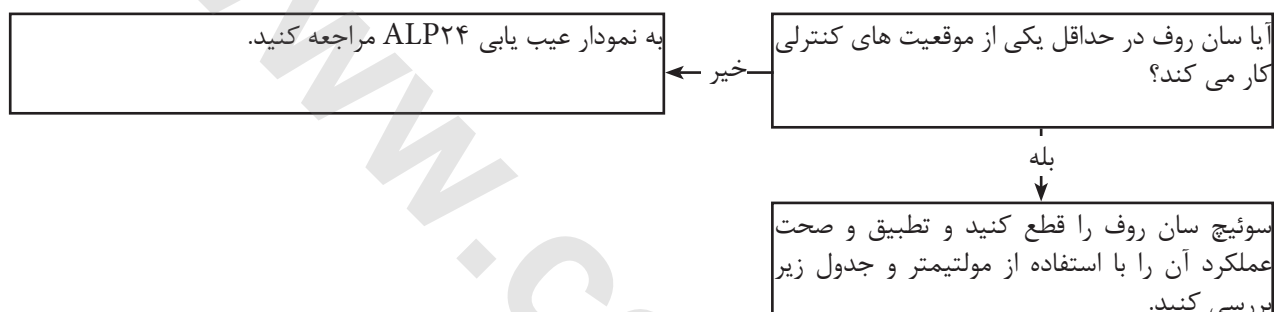 آیا سان روف در حداقل یکی از موقعیت های کنترلی
کار می کند؟
خیر
به نمودار عیب یابی ALP۲۴ مراجعه کنید.
بله
سوئیچ سان روف را قطع کنید و تطبیق و صحت
عملکرد آن را با استفاده از مولتیمتر و جدول زیر
بررسی کنید.